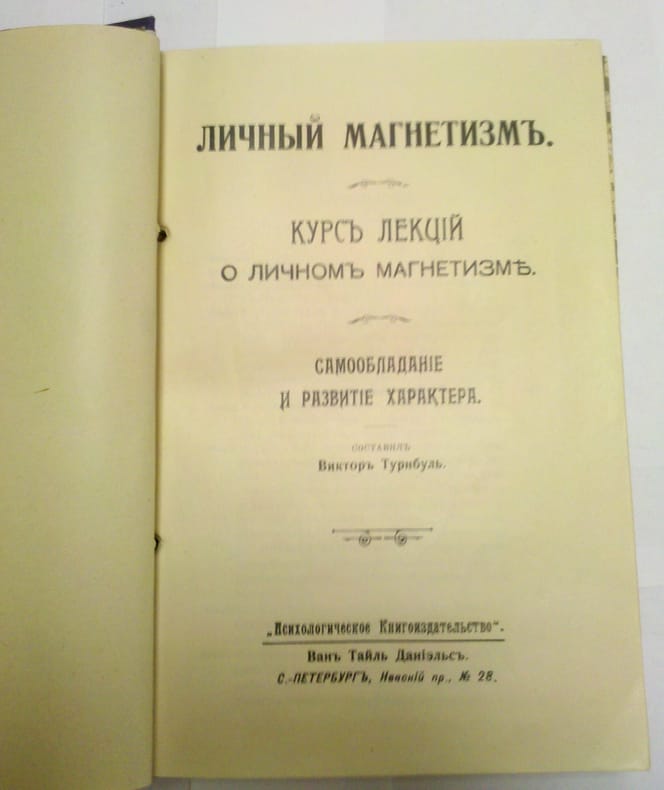 ЛИЧНЫЙ МАГНЕТИЗМЪ.
КУРСЪ ЛЕКЦІЙ
О ЛИЧНОМЪ МАГНЕТИЗМѢ.
САМООБЛАДАНІЕ
И РАЗВИТІЕ ХАРАКТЕРА.
СОСТАВИЛЪ
Викторъ Турнбуль.
„Психологическое Книгоиздательство“.
Ванъ Тайль Даніэльсъ.
С.-ПЕТЕРБУРГЪ, Невскій пр., № 28.